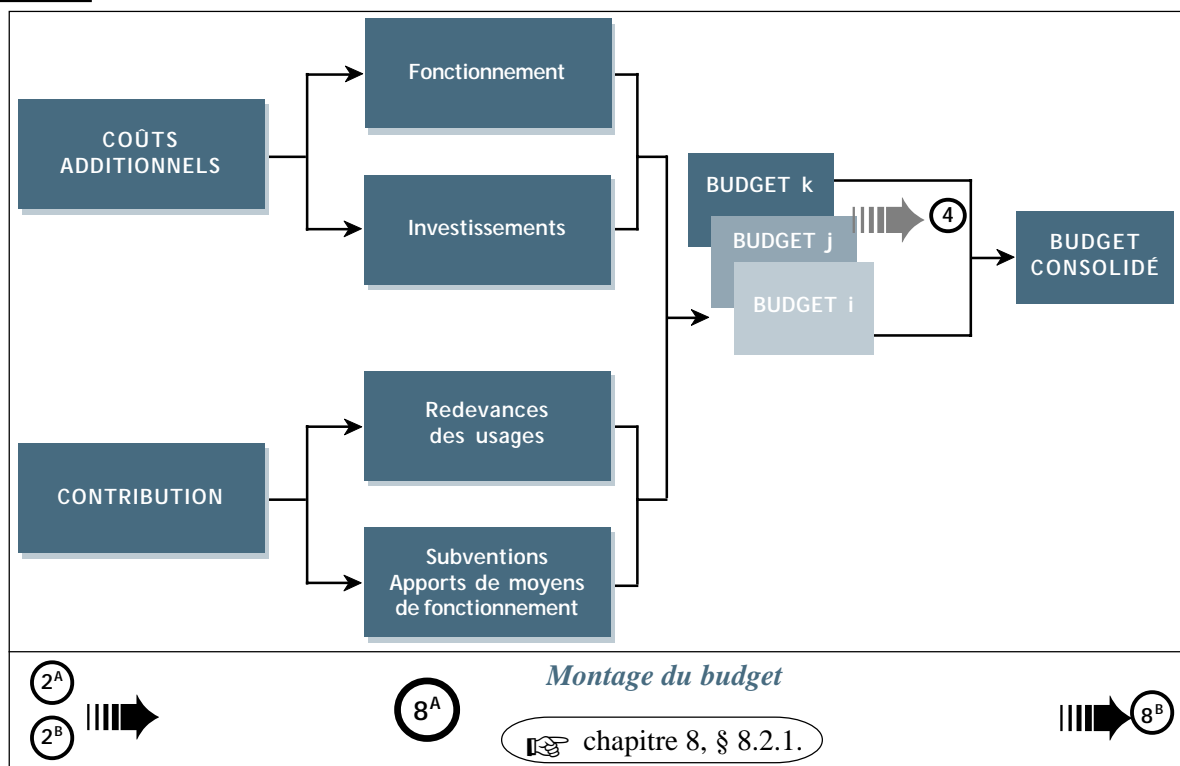 Fonctionnement
COÛTS
ADDITIONNELS
Investissements
BUDGET k
BUDGET j
BUDGET i
4
BUDGET
CONSOLIDÉ
Redevances
des usages
CONTRIBUTION
Subventions
Apports de moyens
de fonctionnement
2A
2B
8A
Montage du budget
chapitre 8, § 8.2.1.
8B